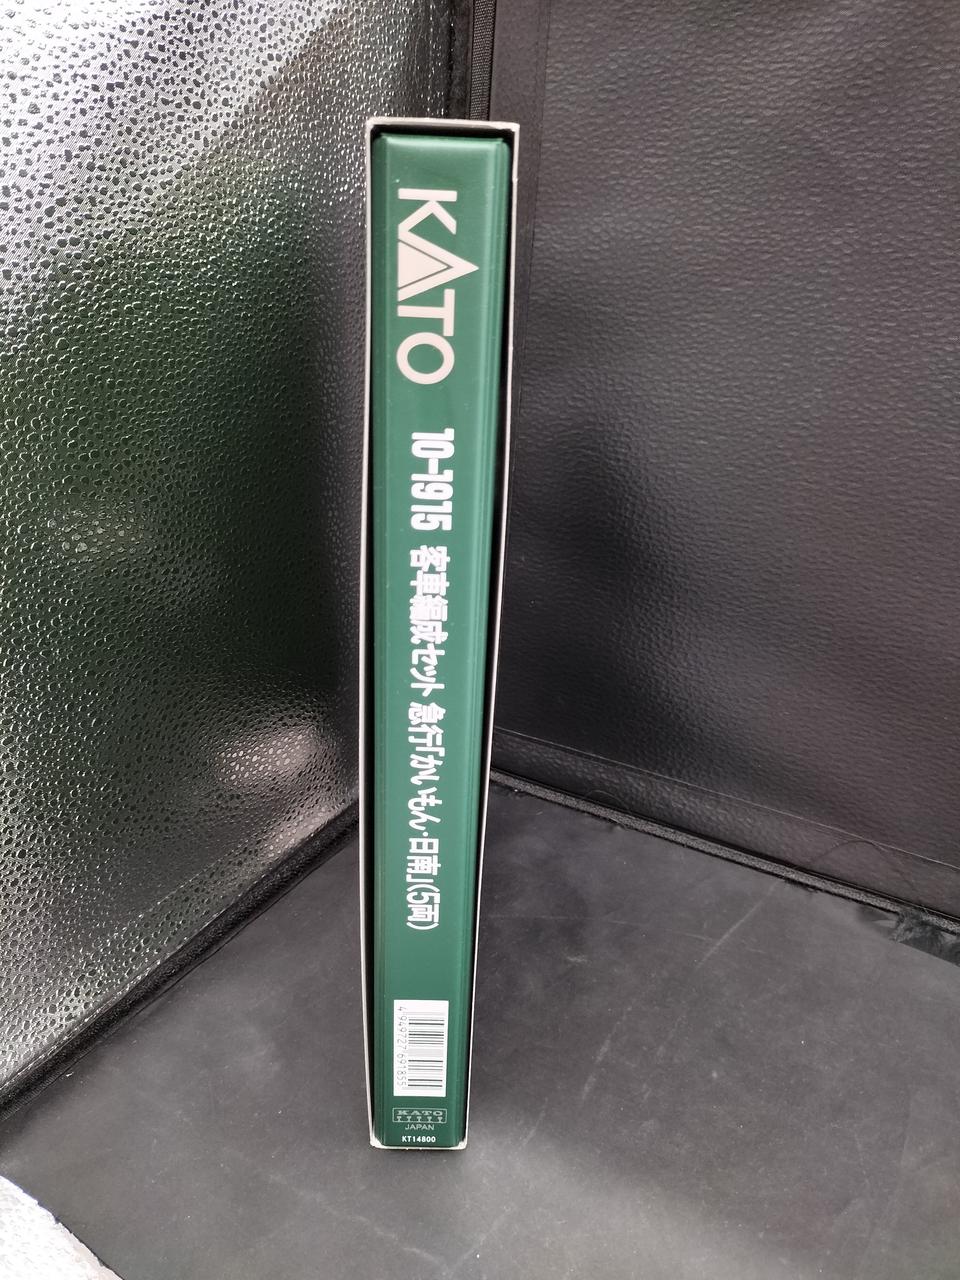 KATO
10-1915 客車編成セット 急行「かいもん・日南」(5両)
4949727691855
KATO
JAPAN
KT14800